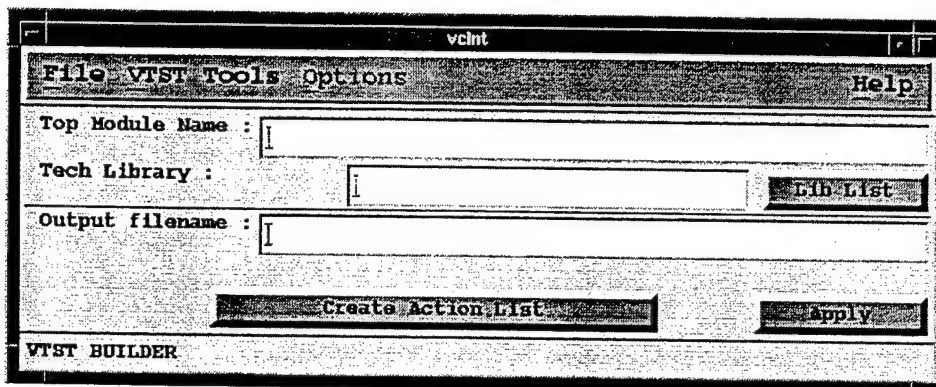 vcint
File VTST Tools Options Help
Top Module Name :
Tech Library : Lib List
Output filename :
Create Action List Apply
VTST BUILDER